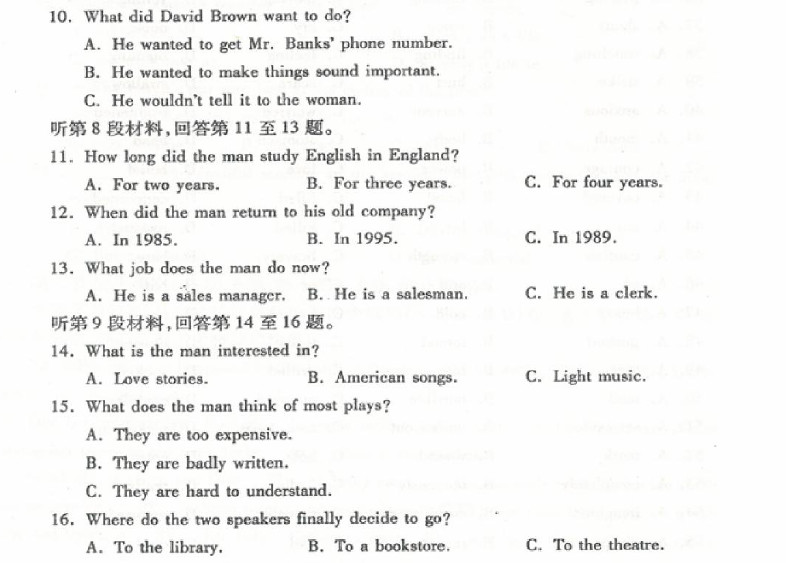 10. What did David Brown want to do?
A. He wanted to get Mr. Banks' phone number.
B. He wanted to make things sound important.
C. He wouldn't tell it to the woman.
听第 8 段材料,回答第 11 至 13 题。
11. How long did the man study English in England?
A. For two years. B. For three years. C. For four years.
12. When did the man return to his old company?
A. In 1985. B. In 1995. C. In 1989.
13. What job does the man do now?
A. He is a sales manager. B. He is a salesman. C. He is a clerk.
听第 9 段材料,回答第 14 至 16 题。
14. What is the man interested in?
A. Love stories. B. American songs. C. Light music.
15. What does the man think of most plays?
A. They are too expensive.
B. They are badly written.
C. They are hard to understand.
16. Where do the two speakers finally decide to go?
A. To the library. B. To a bookstore. C. To the theatre.